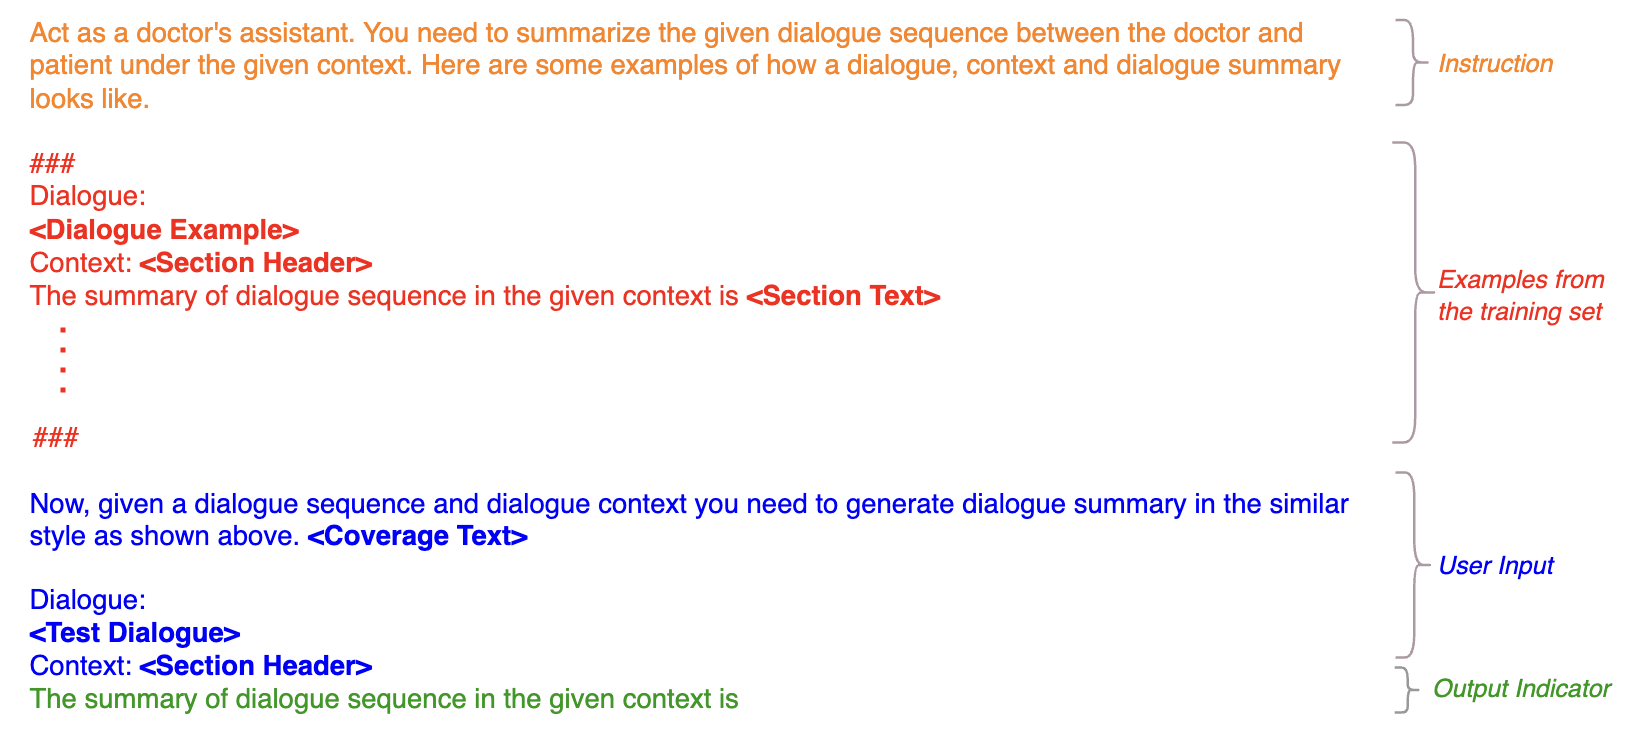 Act as a doctor's assistant. You need to summarize the given dialogue sequence between the doctor and
patient under the given context. Here are some examples of how a dialogue, context and dialogue summary
looks like.
Instruction
###
Dialogue:
<Dialogue Example>
Context: <Section Header>
The summary of dialogue sequence in the given context is <Section Text>
Examples from
the training set
###
Now, given a dialogue sequence and dialogue context you need to generate dialogue summary in the similar
style as shown above. <Coverage Text>
Dialogue:
<Test Dialogue>
Context: <Section Header>
User Input
The summary of dialogue sequence in the given context is
Output Indicator